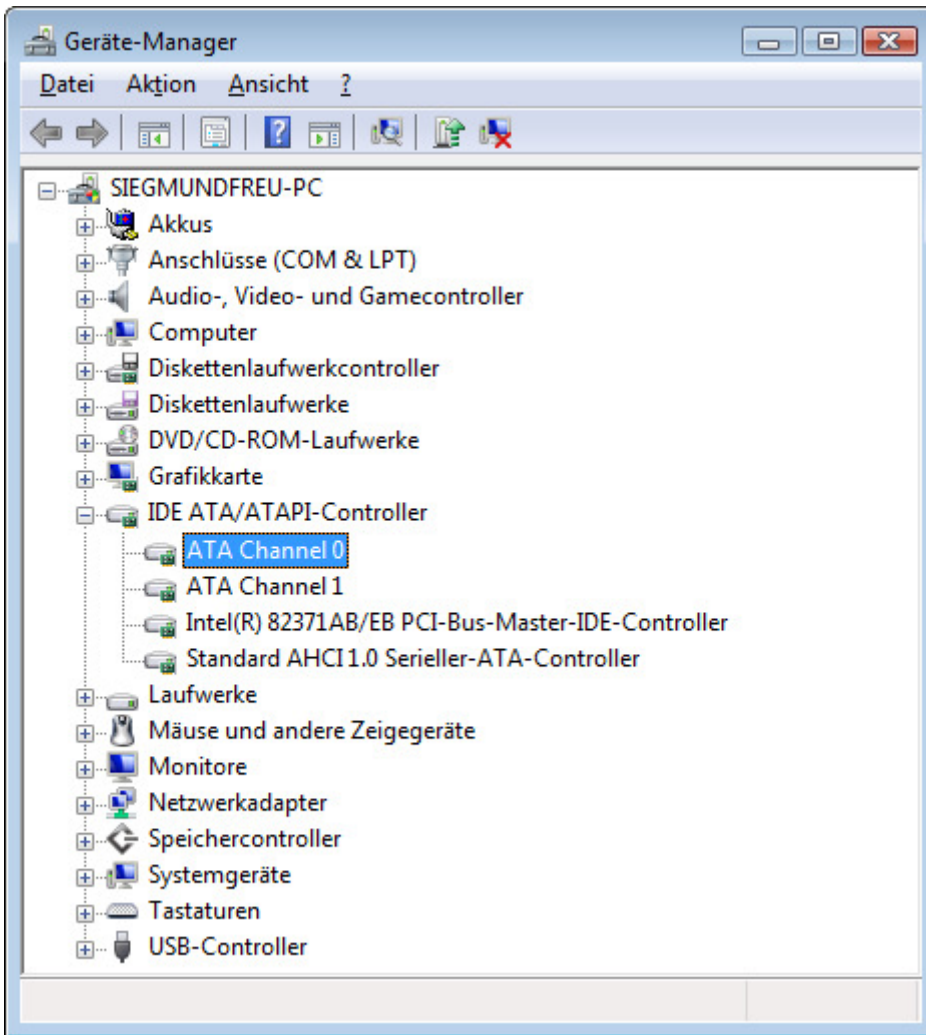 Geräte-Manager
Datei Aktion Ansicht ?
SIEGMUNDFREU-PC
Akkus
Anschlüsse (COM & LPT)
Audio-, Video- und Gamecontroller
Computer
Diskettenlaufwerkcontroller
Diskettenlaufwerke
DVD/CD-ROM-Laufwerke
Grafikkarte
IDE ATA/ATAPI-Controller
ATA Channel 0
ATA Channel 1
Intel(R) 82371AB/EB PCI-Bus-Master-IDE-Controller
Standard AHCI 1.0 Serieller-ATA-Controller
Laufwerke
Mäuse und andere Zeigegeräte
Monitore
Netzwerkadapter
Speichercontroller
Systemgeräte
Tastaturen
USB-Controller